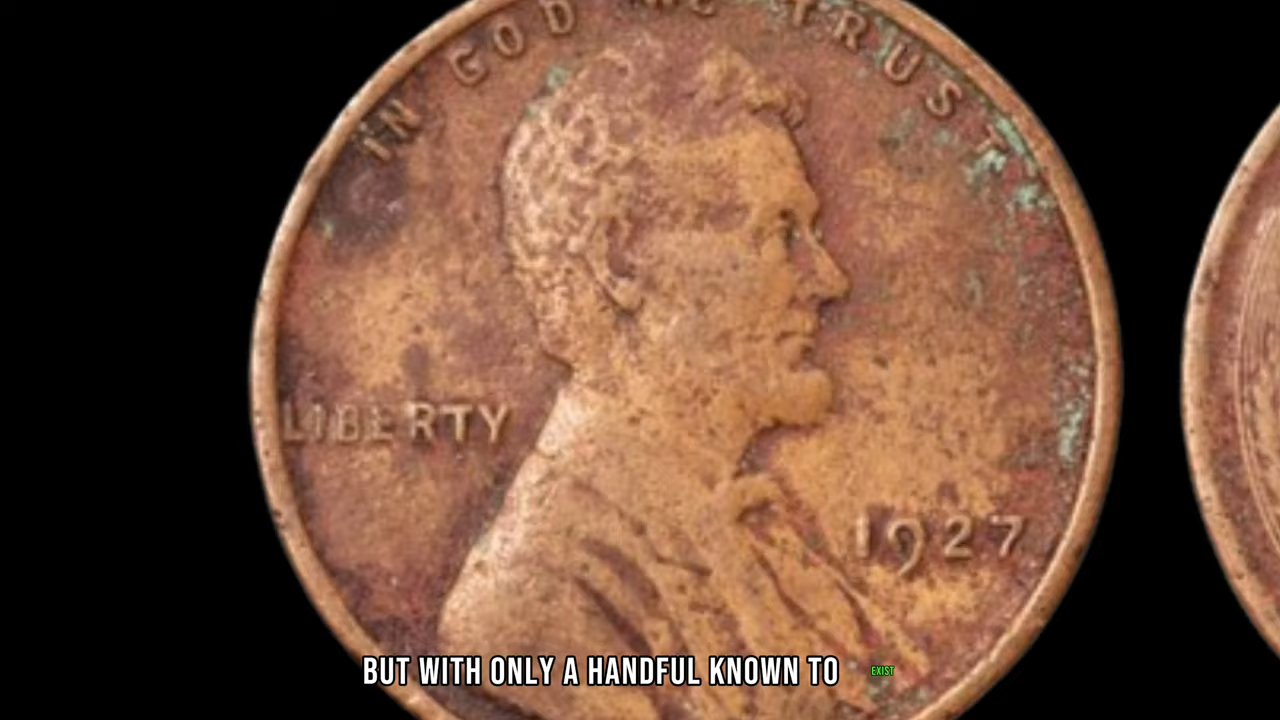 IN GOD WE TRUST
LIBERTY
1927
BUT WITH ONLY A HANDFUL KNOWN TO EXIST